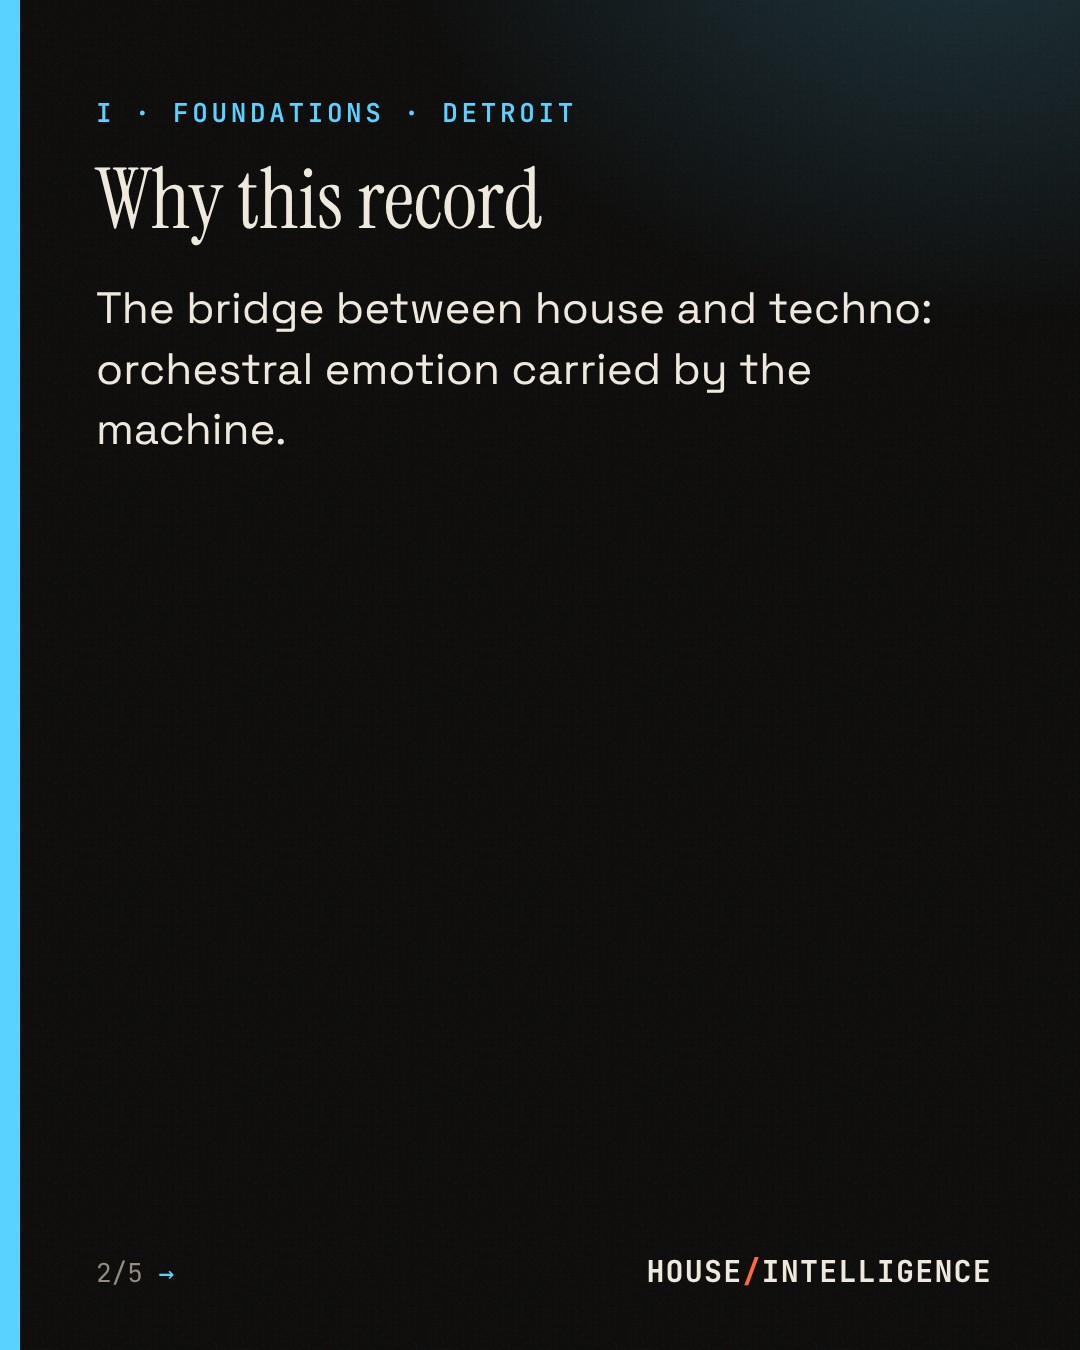 I · FOUNDATIONS · DETROIT
Why this record
The bridge between house and techno:
orchestral emotion carried by the
machine.
2/5 →
HOUSE/INTELLIGENCE